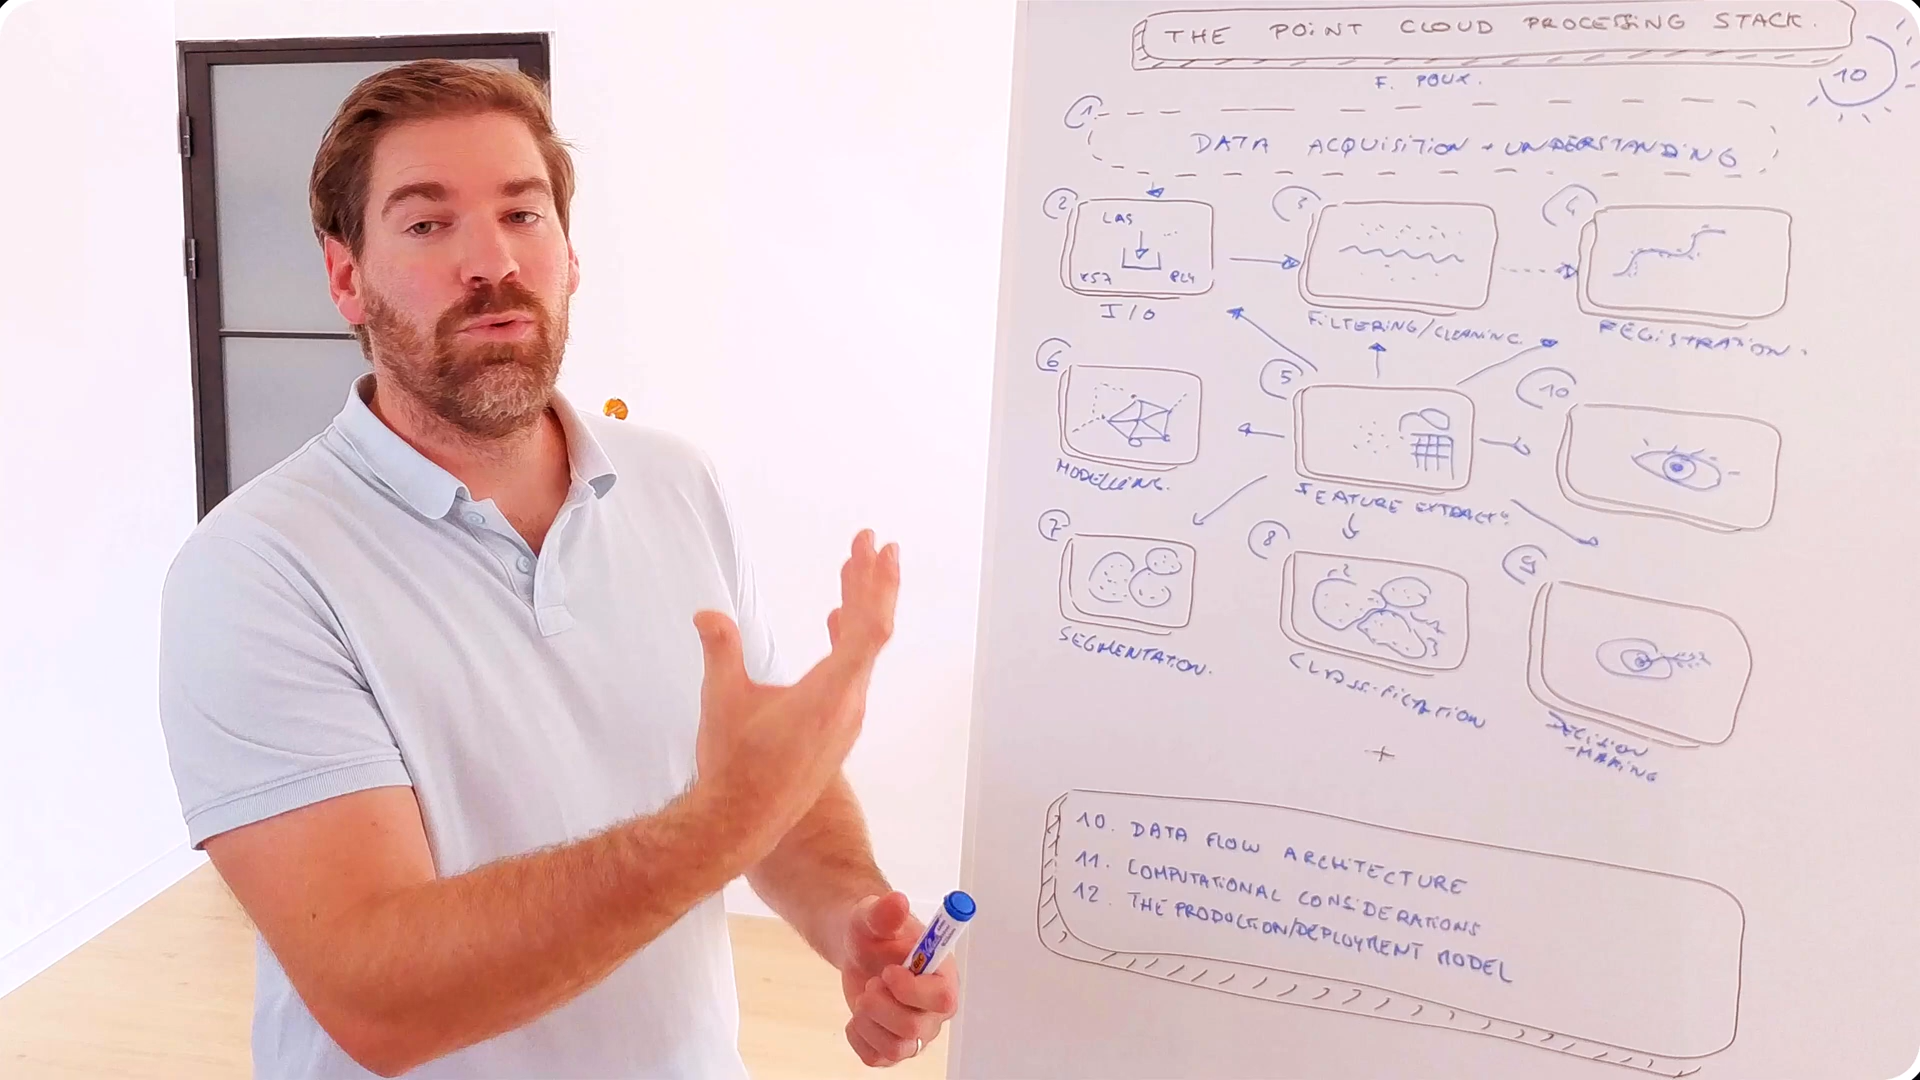 THE POINT CLOUD PROCESSING STACK.
10
F. POUX.
1
DATA ACQUISITION + UNDERSTANDING
2
LAS
E57 PLY
I/O
3
FILTERING/CLEANING.
4
REGISTRATION.
6
MODELLING.
5
FEATURE EXTRACT°.
10
7
SEGMENTATION.
8
CLASSIFICATION
9
DECISION
-MAKING
+
10. DATA FLOW ARCHITECTURE
11. COMPUTATIONAL CONSIDERATIONS
12. THE PRODUCTION/DEPLOYMENT MODEL
BIC